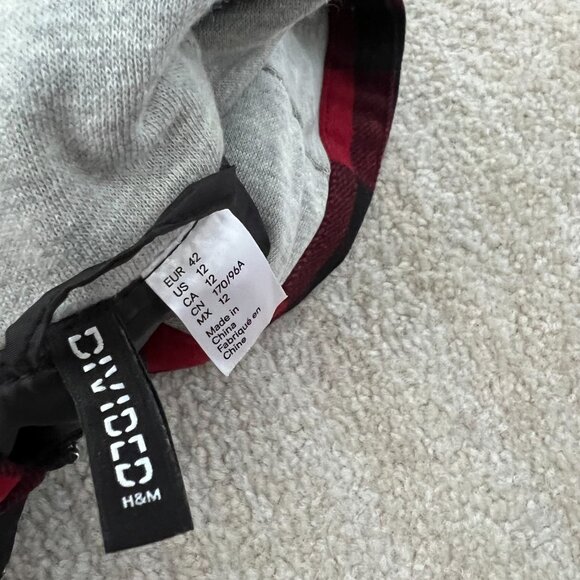 EUR 42
US 12
CA 12
CN 170/96A
MX 12
Made in
China
Fabriqué en
Chine
DIVIDED
H&M